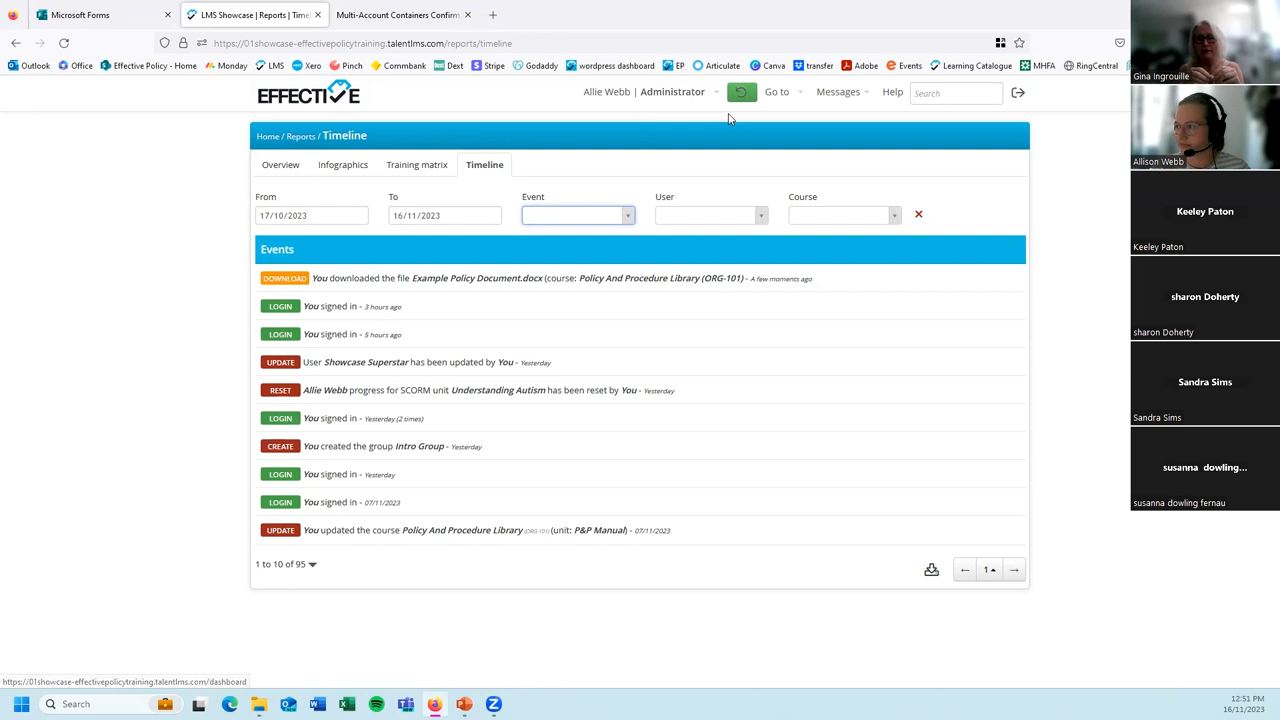 Microsoft Forms
LMS Showcase | Reports | Timel
Multi-Account Containers Confirm
https://01showcase-effectivepolicytraining.talentlms.com/reports/timeline
Outlook Office Effective Policy - Home Monday LMS Xero Pinch Commbank Dext Stripe Godaddy wordpress dashboard EP Articulate Canva transfer Adobe Events Learning Catalogue MHFA RingCentral
EFFECTIVE
Allie Webb | Administrator Go to Messages Help Search
Home / Reports / Timeline
Overview Infographics Training matrix Timeline
From To Event User Course
17/10/2023 16/11/2023
Events
DOWNLOAD You downloaded the file Example Policy Document.docx (course: Policy And Procedure Library (ORG-101) - A few moments ago
LOGIN You signed in - 3 hours ago
LOGIN You signed in - 5 hours ago
UPDATE User Showcase Superstar has been updated by You - Yesterday
RESET Allie Webb progress for SCORM unit Understanding Autism has been reset by You - Yesterday
LOGIN You signed in - Yesterday (2 times)
CREATE You created the group Intro Group - Yesterday
LOGIN You signed in - Yesterday
LOGIN You signed in - 07/11/2023
UPDATE You updated the course Policy And Procedure Library (ORG-101) (unit: P&P Manual) - 07/11/2023
1 to 10 of 95
1
https://01showcase-effectivepolicytraining.talentlms.com/dashboard
Search
12:51 PM
16/11/2023
Gina Ingrouille
Allison Webb
Keeley Paton
Keeley Paton
sharon Doherty
sharon Doherty
Sandra Sims
Sandra Sims
susanna dowling...
susanna dowling fernau